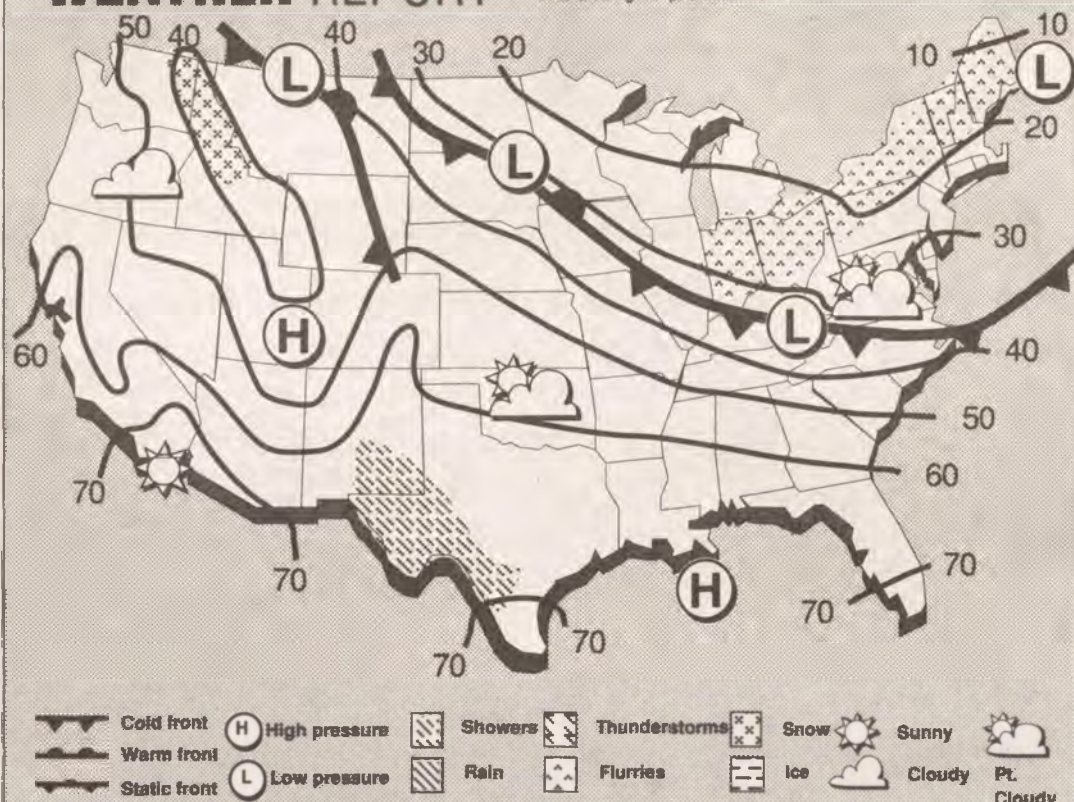 REPORT
50 40 40 30 20 10 10
L L
20
L
30
H L
60 40
50
60
70
70 H 70 70
70 70
Cold front H High pressure Showers Thunderstorms Snow Sunny
Warm front
Static front L Low pressure Rain Flurries Ice Cloudy Pt.
Cloudy